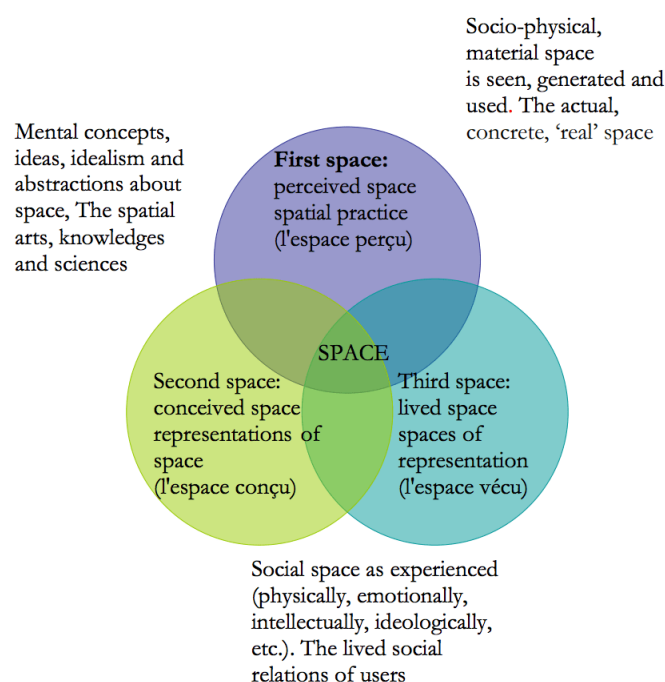 Socio-physical,
material space
is seen, generated and
used. The actual,
concrete, ‘real’ space
Mental concepts,
ideas, idealism and
abstractions about
space, The spatial
arts, knowledges
and sciences
First space:
perceived space
spatial practice
(l'espace perçu)
SPACE
Second space:
conceived space
representations of
space
(l'espace conçu)
Third space:
lived space
spaces of
representation
(l'espace vécu)
Social space as experienced
(physically, emotionally,
intellectually, ideologically,
etc.). The lived social
relations of users